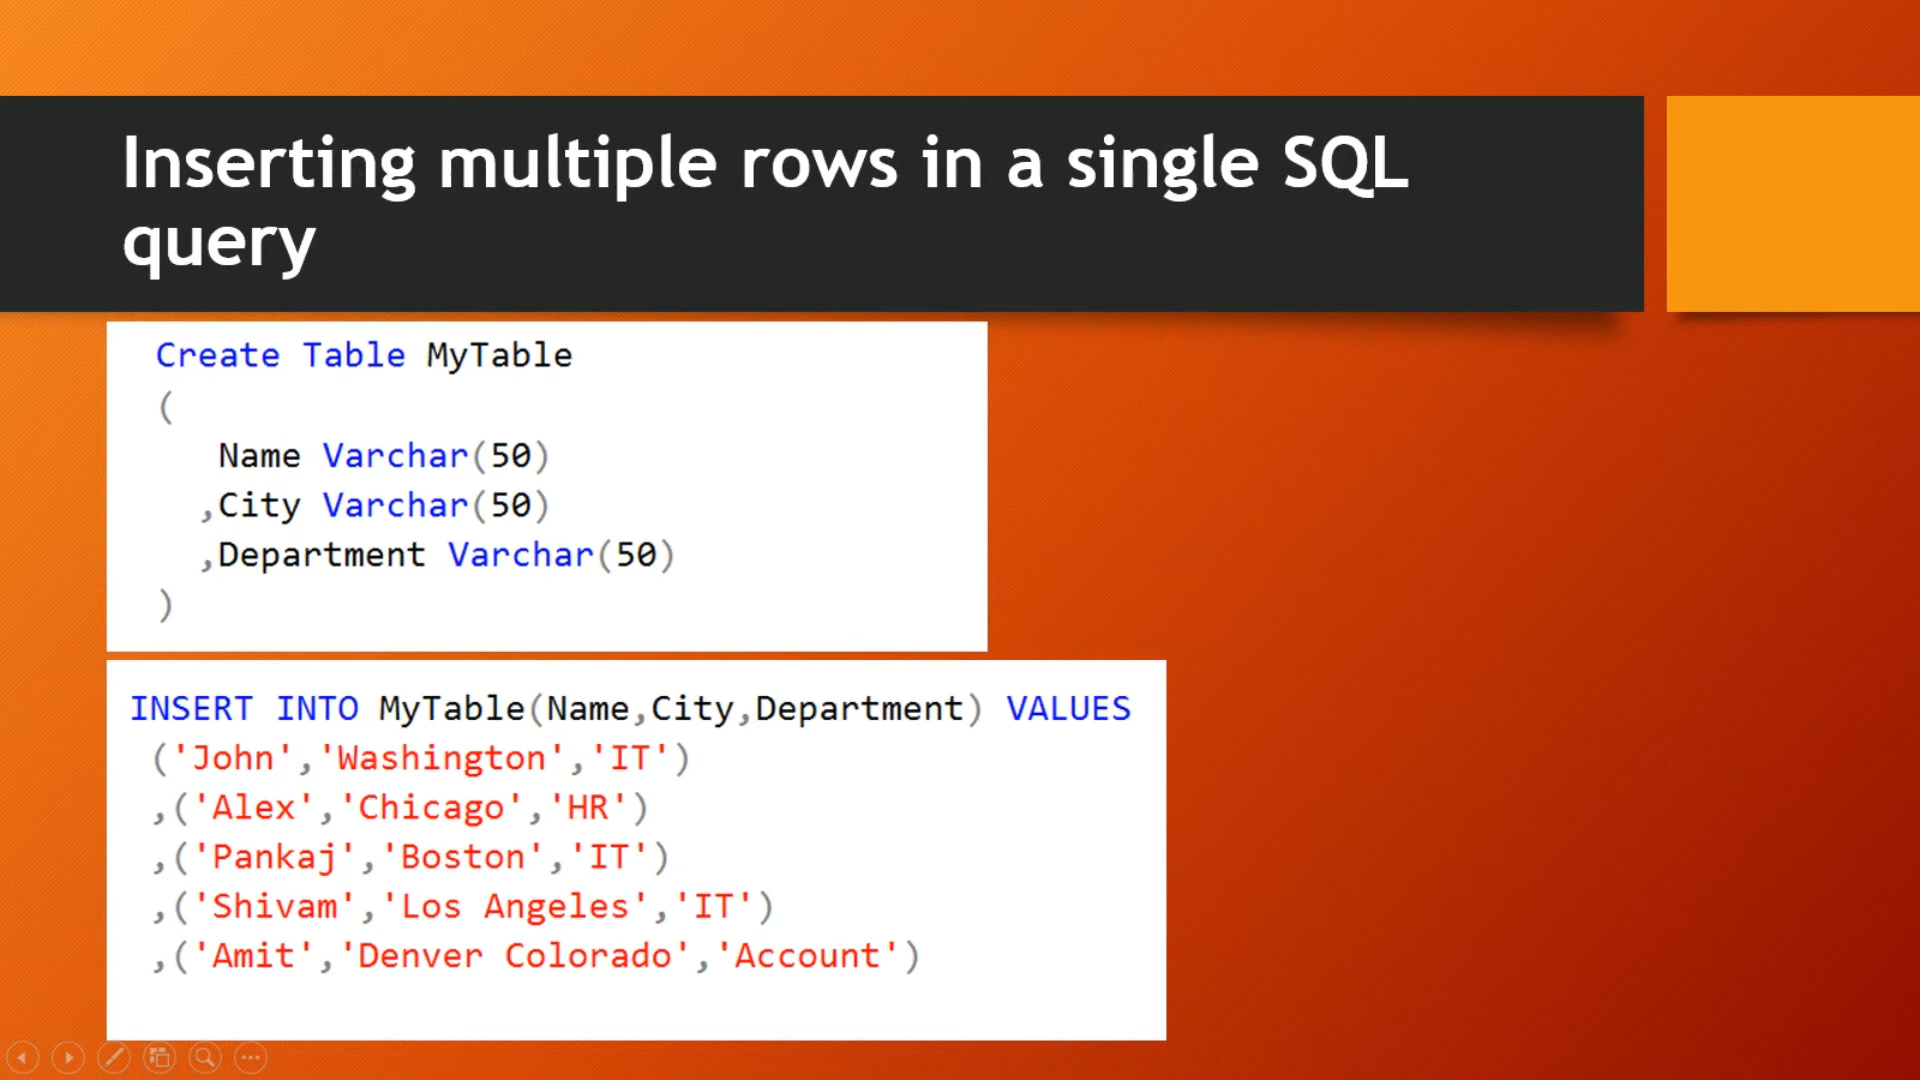 Inserting multiple rows in a single SQL
query
Create Table MyTable
(
Name Varchar(50)
,City Varchar(50)
,Department Varchar(50)
)
INSERT INTO MyTable(Name,City,Department) VALUES
('John','Washington','IT')
,('Alex','Chicago','HR')
,('Pankaj','Boston','IT')
,('Shivam','Los Angeles','IT')
,('Amit','Denver Colorado','Account')